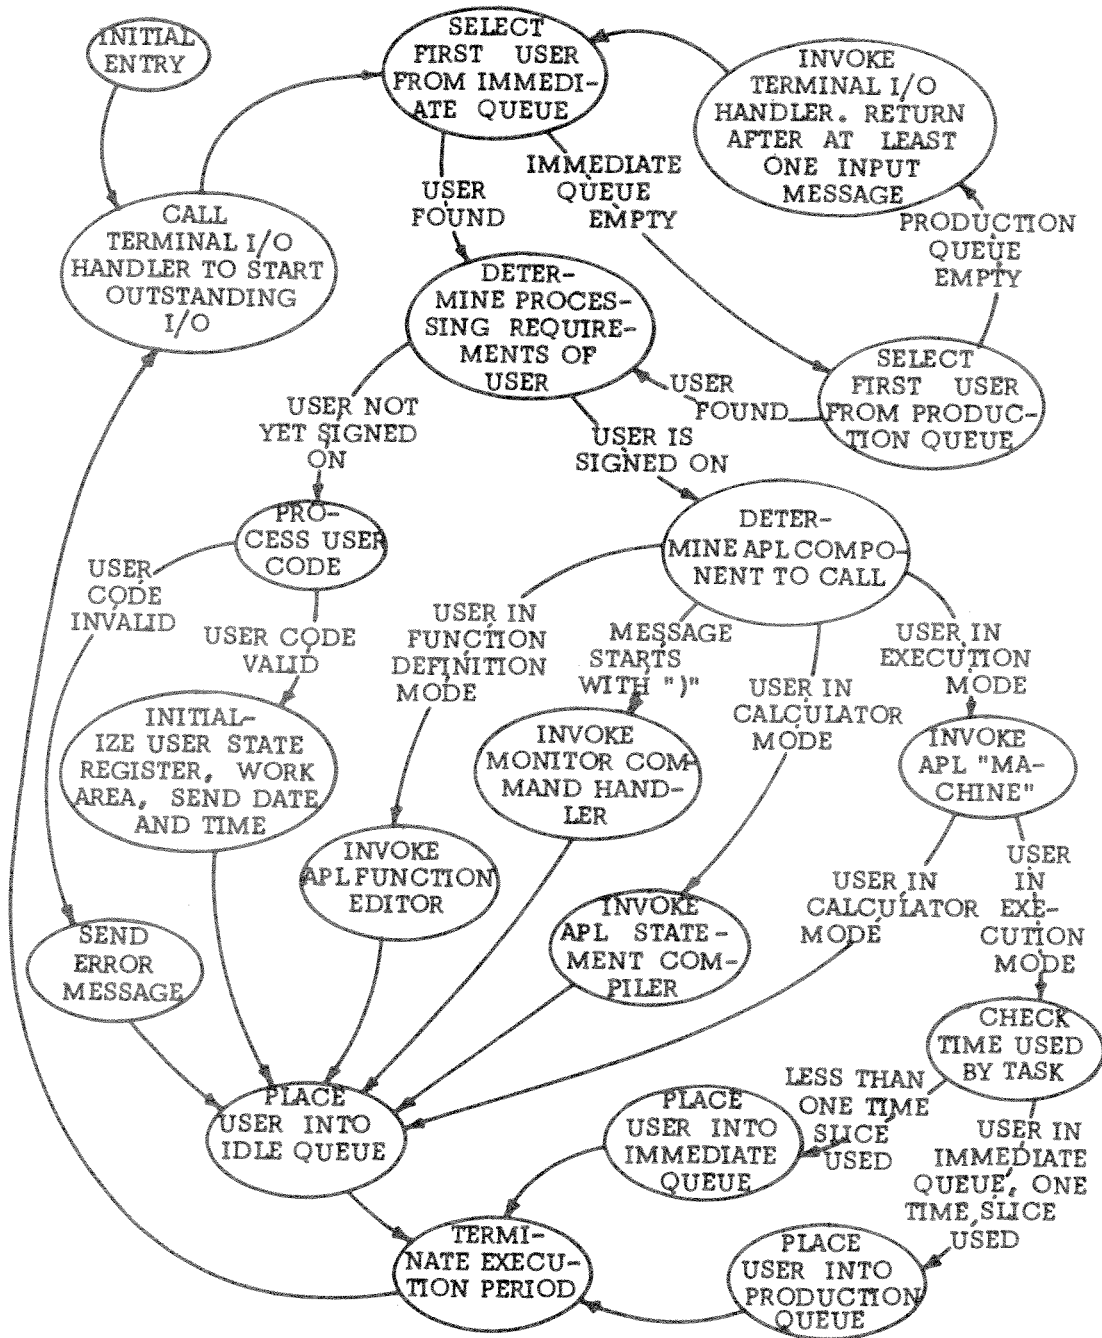 INITIAL
ENTRY
SELECT
FIRST USER
FROM IMMEDI-
ATE QUEUE
INVOKE
TERMINAL I/O
HANDLER. RETURN
AFTER AT LEAST
ONE INPUT
MESSAGE
USER
FOUND
IMMEDIATE
QUEUE
EMPTY
PRODUCTION
QUEUE
EMPTY
CALL
TERMINAL I/O
HANDLER TO START
OUTSTANDING
I/O
DETER-
MINE PROCES-
SING REQUIRE-
MENTS OF
USER
SELECT
FIRST USER
FROM PRODUC-
TION QUEUE
USER
FOUND
USER NOT
YET SIGNED
ON
USER IS
SIGNED ON
PRO-
CESS USER
CODE
DETER-
MINE APL COMPO-
NENT TO CALL
USER
CODE
INVALID
USER CODE
VALID
USER IN
FUNCTION
DEFINITION
MODE
MESSAGE
STARTS
WITH ")"
USER IN
CALCULATOR
MODE
USER IN
EXECUTION
MODE
INITIAL-
IZE USER STATE
REGISTER, WORK
AREA, SEND DATE
AND TIME
INVOKE
MONITOR COM-
MAND HAND-
LER
INVOKE
APL "MA-
CHINE"
INVOKE
APL FUNCTION
EDITOR
INVOKE
APL STATE-
MENT COM-
PILER
USER IN
CALCULATOR
MODE
USER
IN
EXE-
CUTION
MODE
SEND
ERROR
MESSAGE
CHECK
TIME USED
BY TASK
PLACE
USER INTO
IDLE QUEUE
LESS THAN
ONE TIME
SLICE
USED
PLACE
USER INTO
IMMEDIATE
QUEUE
USER IN
IMMEDIATE
QUEUE, ONE
TIME SLICE
USED
TERMI-
NATE EXECU-
TION PERIOD
PLACE
USER INTO
PRODUCTION
QUEUE